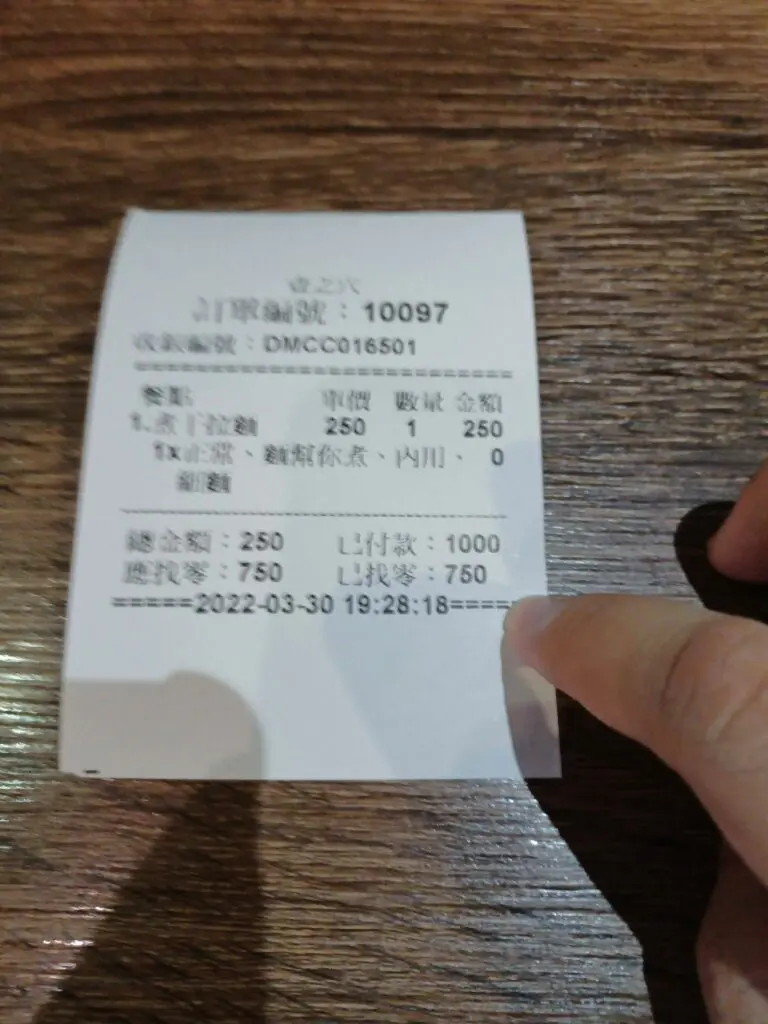 壹之穴
訂單編號：10097
收銀編號：DMCC016501
==========================
餐點 單價 數量 金額
1.煮干拉麵 250 1 250
1x正常、麵幫你煮、內用、 0
細麵
--------------------------------
總金額：250 已付款：1000
應找零：750 已找零：750
=====2022-03-30 19:28:18=====